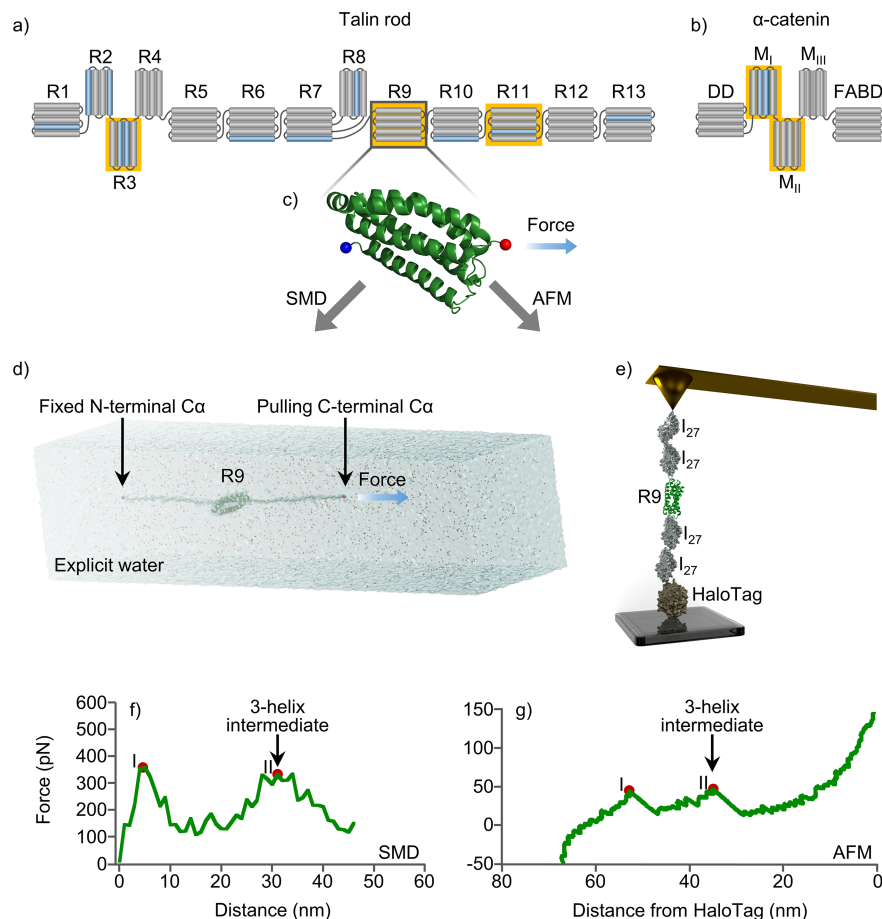 a)
Talin rod
R1
R2
R3
R4
R5
R6
R7
R8
R9
R10
R11
R12
R13
b)
α-catenin
DD
M_I
M_II
M_III
FABD
c)
Force
SMD
AFM
d)
Fixed N-terminal Cα
Pulling C-terminal Cα
R9
Force
Explicit water
e)
I₂₇
I₂₇
R9
I₂₇
I₂₇
HaloTag
f)
3-helix
intermediate
I
II
Force (pN)
600
500
400
300
200
100
0
0 10 20 30 40 50 60
SMD
Distance (nm)
g)
3-helix
intermediate
I
II
150
100
50
0
-50
80 60 40 20 0
AFM
Distance from HaloTag (nm)